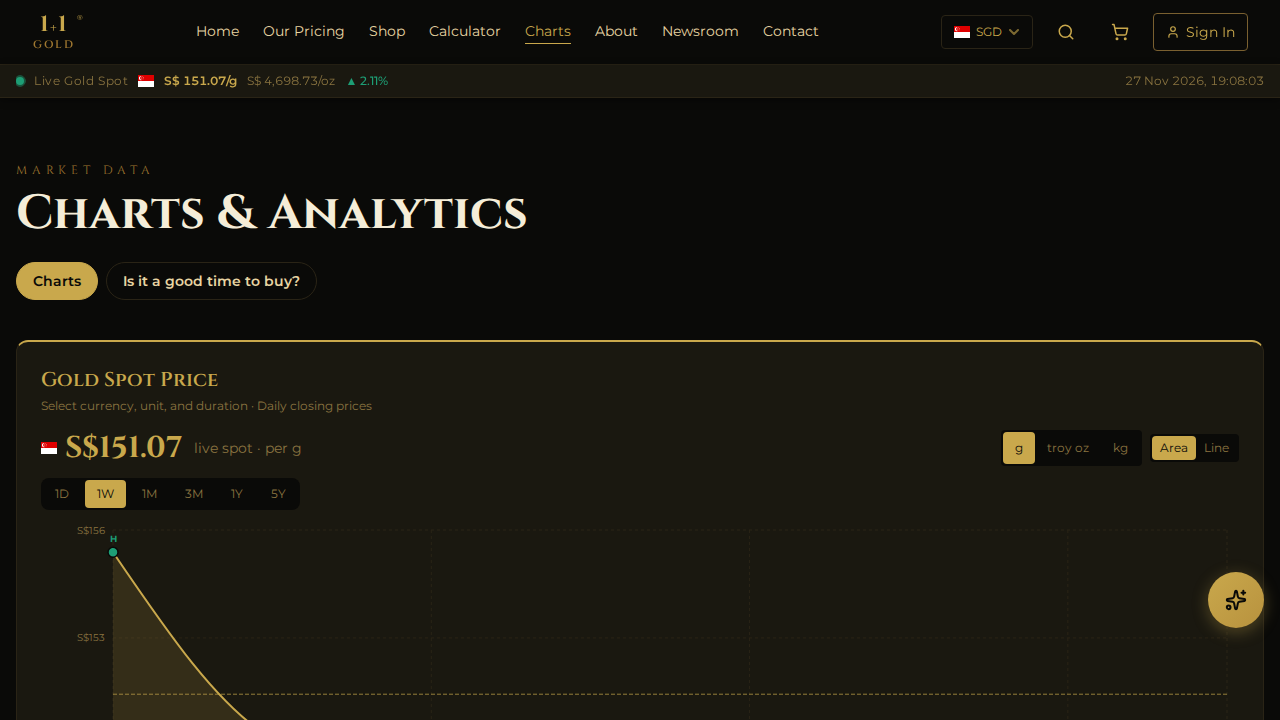 1+1 ®
GOLD
Home Our Pricing Shop Calculator Charts About Newsroom Contact
SGD
Sign In
Live Gold Spot S$ 151.07/g S$ 4,698.73/oz ▲ 2.11%
27 Nov 2026, 19:08:03
MARKET DATA
Charts & Analytics
Charts Is it a good time to buy?
Gold Spot Price
Select currency, unit, and duration · Daily closing prices
S$151.07 live spot · per g
g troy oz kg Area Line
1D 1W 1M 3M 1Y 5Y
S$156
H
S$153